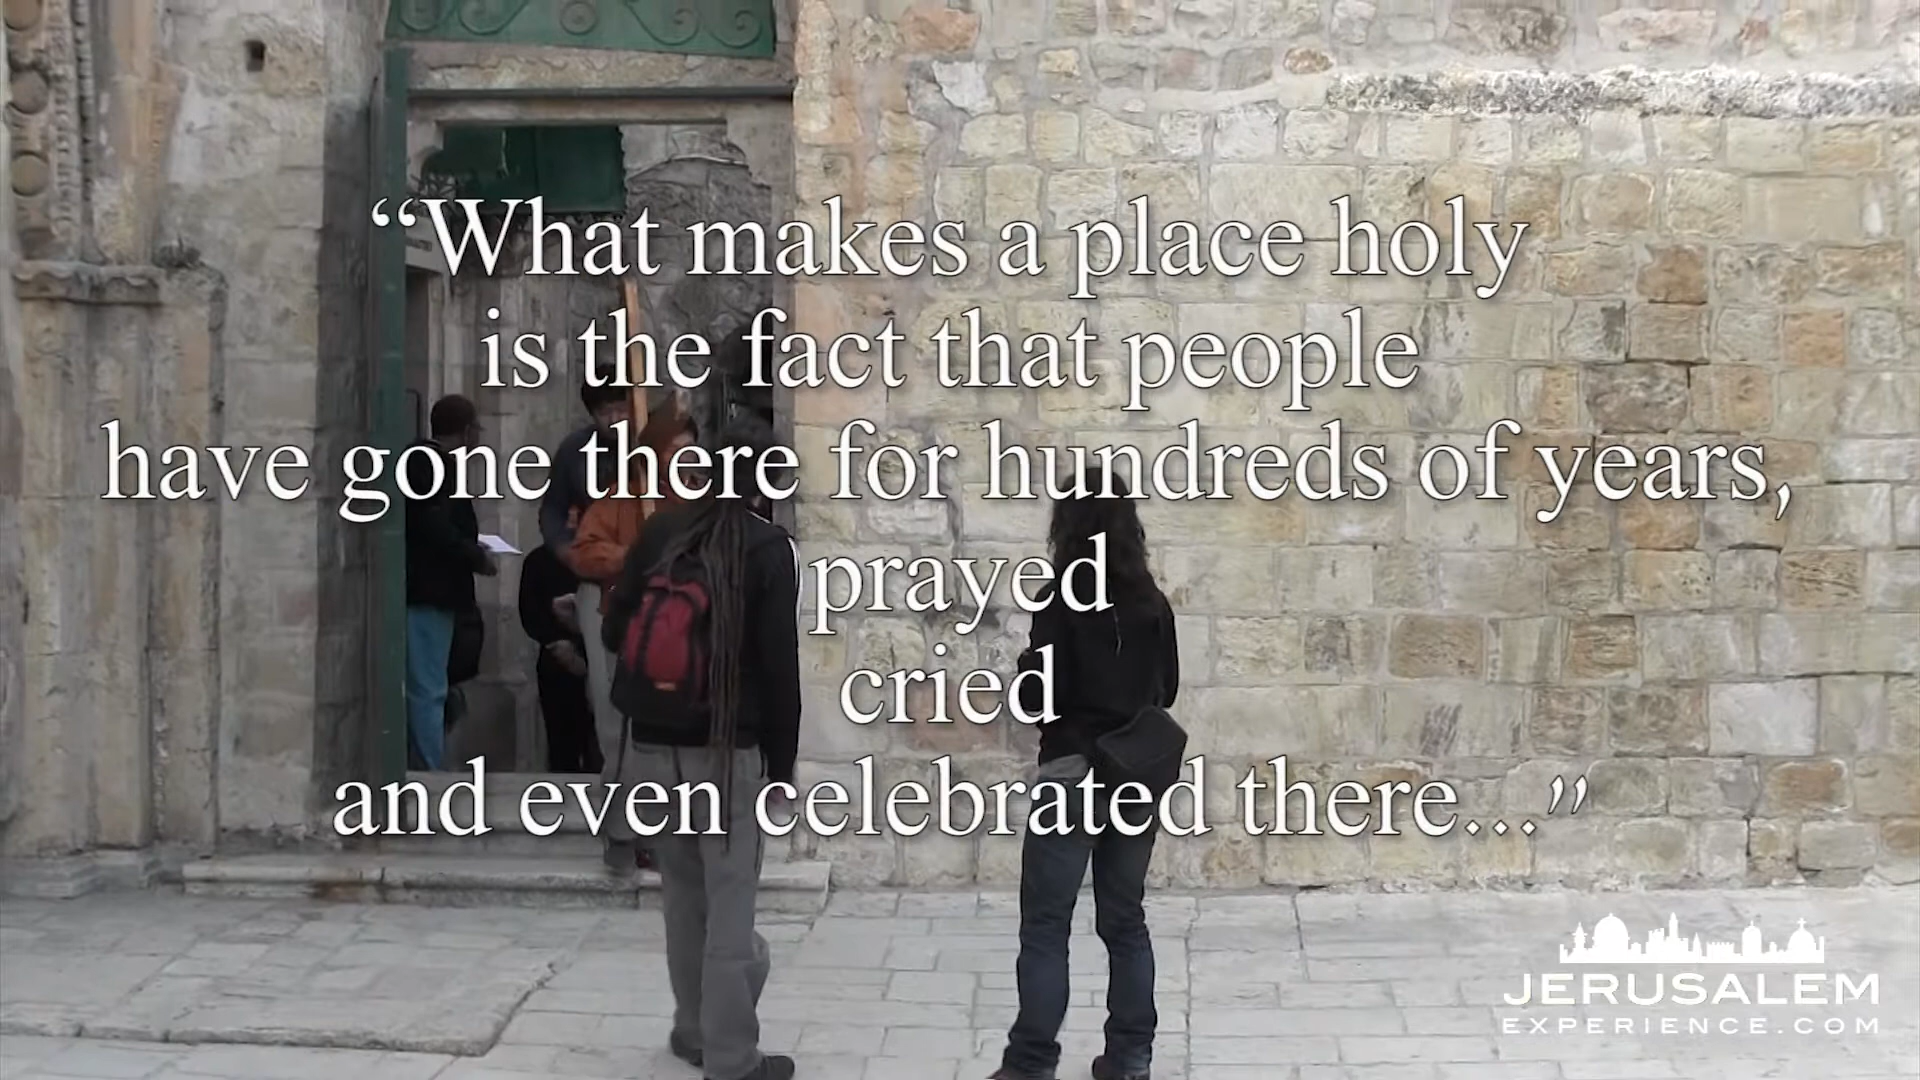 “What makes a place holy
is the fact that people
have gone there for hundreds of years,
prayed
cried
and even celebrated there...”
JERUSALEM
EXPERIENCE.COM